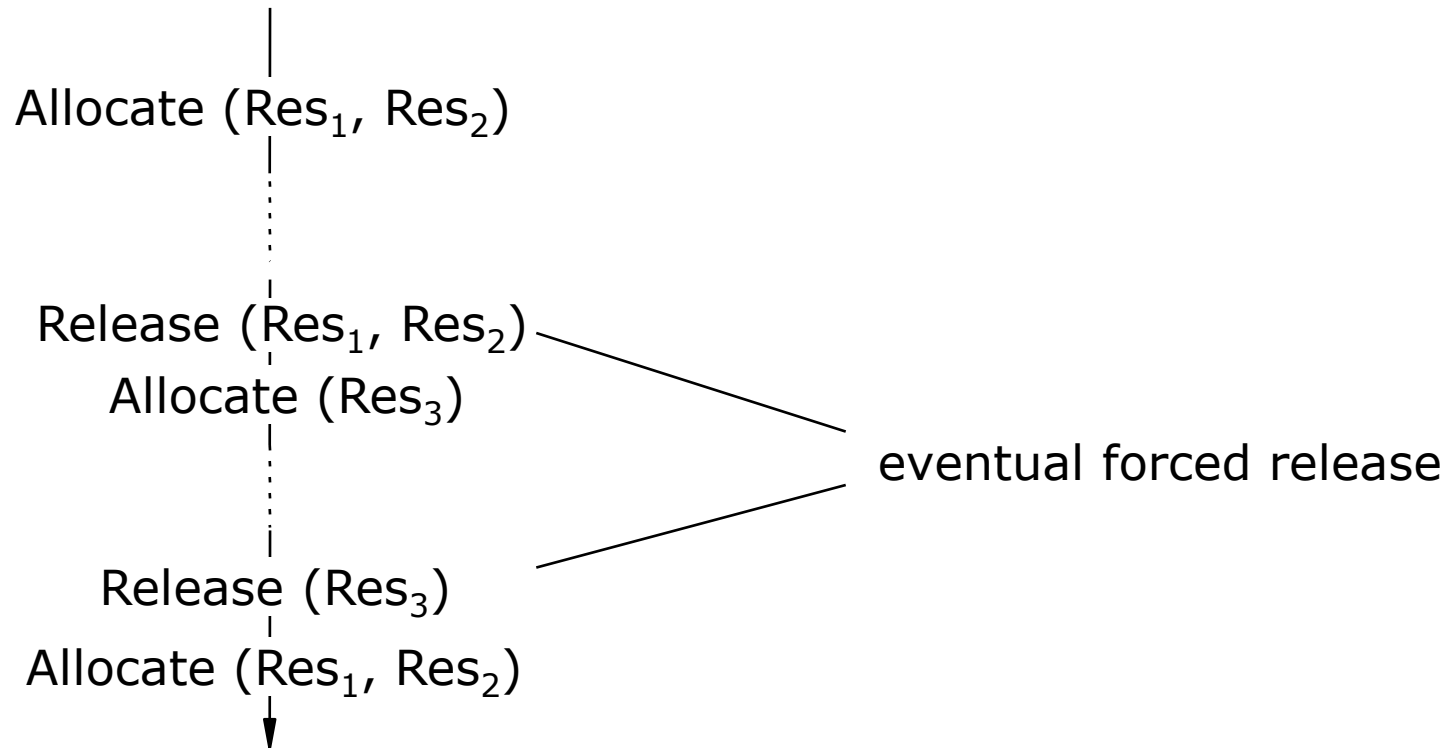 Allocate (Res₁, Res₂)
Release (Res₁, Res₂)
Allocate (Res₃)
eventual forced release
Release (Res₃)
Allocate (Res₁, Res₂)